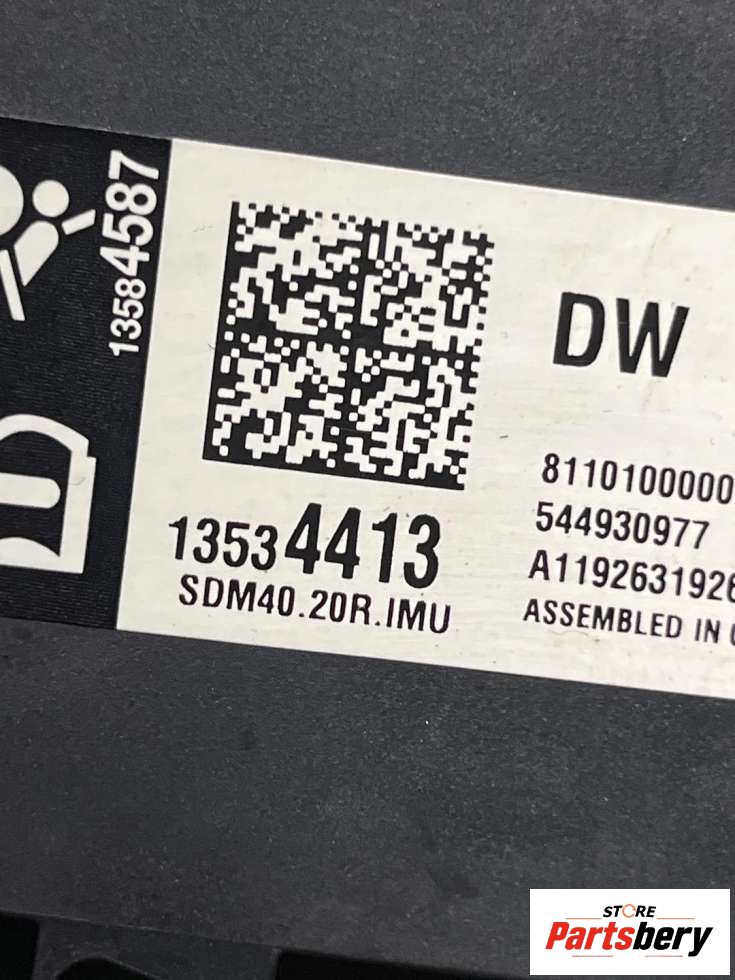 13584587
DW
8110100000
544930977
A1192631926
ASSEMBLED IN
13534413
SDM40.20R.IMU
STORE
Partsbery